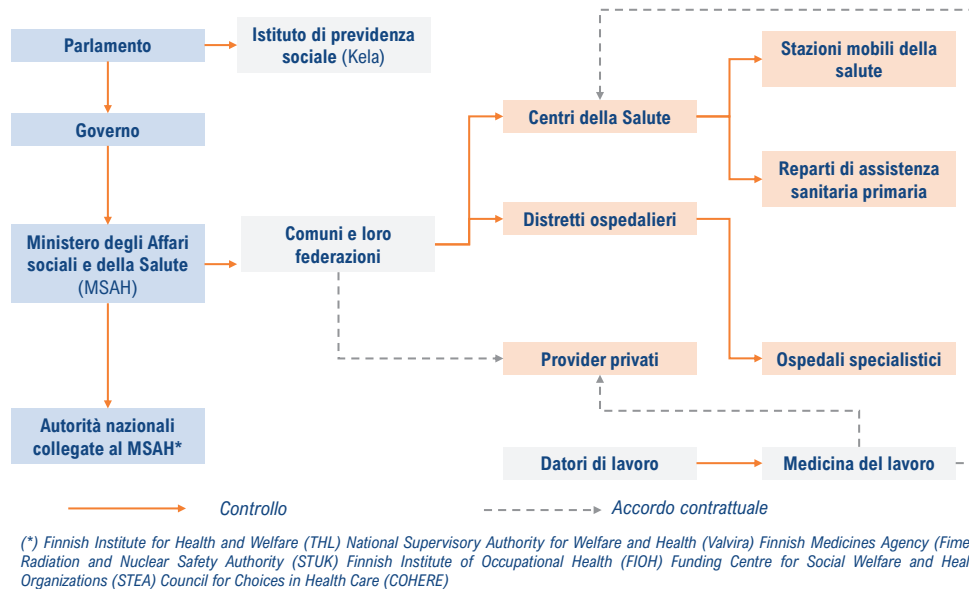 Parlamento
Istituto di previdenza
sociale (Kela)
Stazioni mobili della
salute
Governo
Centri della Salute
Reparti di assistenza
sanitaria primaria
Ministero degli Affari
sociali e della Salute
(MSAH)
Comuni e loro
federazioni
Distretti ospedalieri
Provider privati
Ospedali specialistici
Autorità nazionali
collegate al MSAH*
Datori di lavoro
Medicina del lavoro
Controllo
Accordo contrattuale
(*) Finnish Institute for Health and Welfare (THL) National Supervisory Authority for Welfare and Health (Valvira) Finnish Medicines Agency (Fime
Radiation and Nuclear Safety Authority (STUK) Finnish Institute of Occupational Health (FIOH) Funding Centre for Social Welfare and Heal
Organizations (STEA) Council for Choices in Health Care (COHERE)